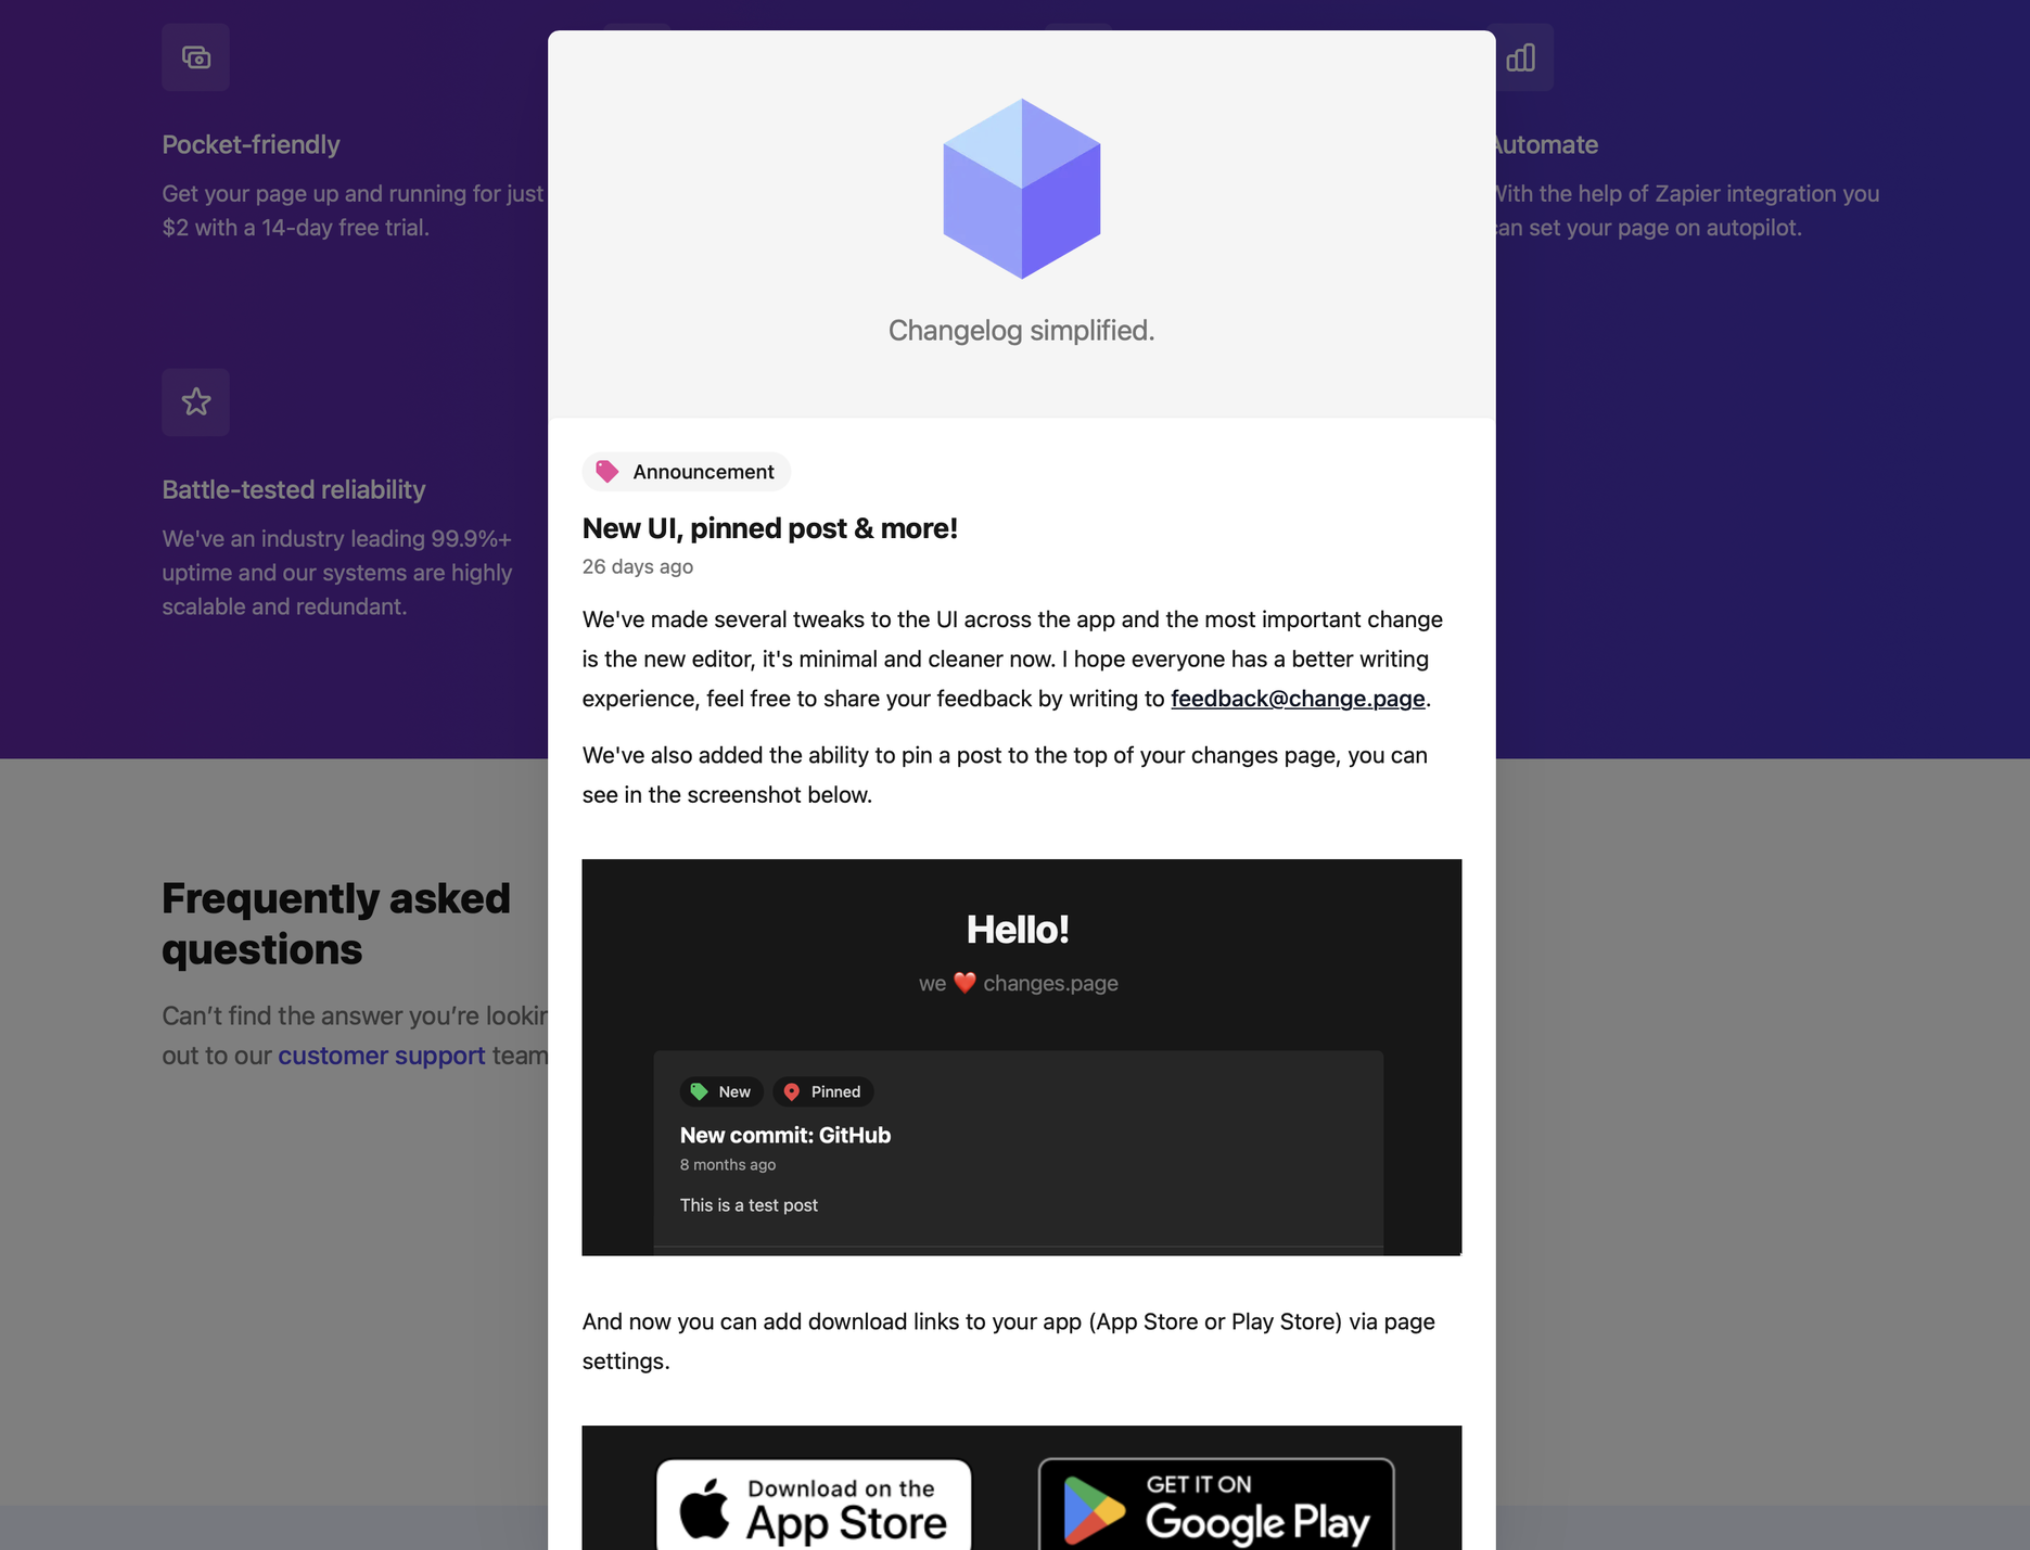 Pocket-friendly
Get your page up and running for just
$2 with a 14-day free trial.
Battle-tested reliability
We've an industry leading 99.9%+
uptime and our systems are highly
scalable and redundant.
Frequently asked
questions
Can’t find the answer you’re
out to our customer support team
Changelog simplified.
Announcement
New UI, pinned post & more!
26 days ago
We've made several tweaks to the UI across the app and the most important change
is the new editor, it's minimal and cleaner now. I hope everyone has a better writing
experience, feel free to share your feedback by writing to feedback@change.page.
We've also added the ability to pin a post to the top of your changes page, you can
see in the screenshot below.
Hello!
we ❤️ changes.page
New
Pinned
New commit: GitHub
8 months ago
This is a test post
And now you can add download links to your app (App Store or Play Store) via page
settings.
Download on the
App Store
GET IT ON
Google Play
Automate
With the help of Zapier integration you
can set your page on autopilot.